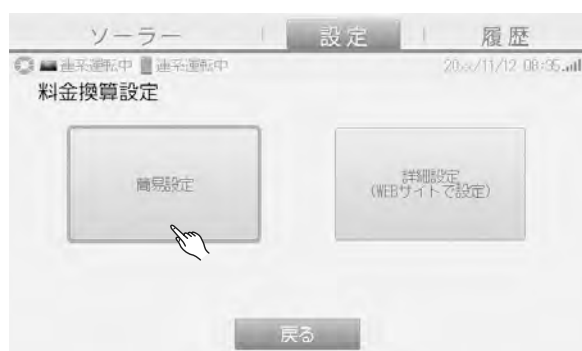 ソーラー 設定 履歴
連系運転中 連系運転中 20xx/11/12 08:35
料金換算設定
簡易設定
詳細設定
(WEBサイトで設定)
戻る